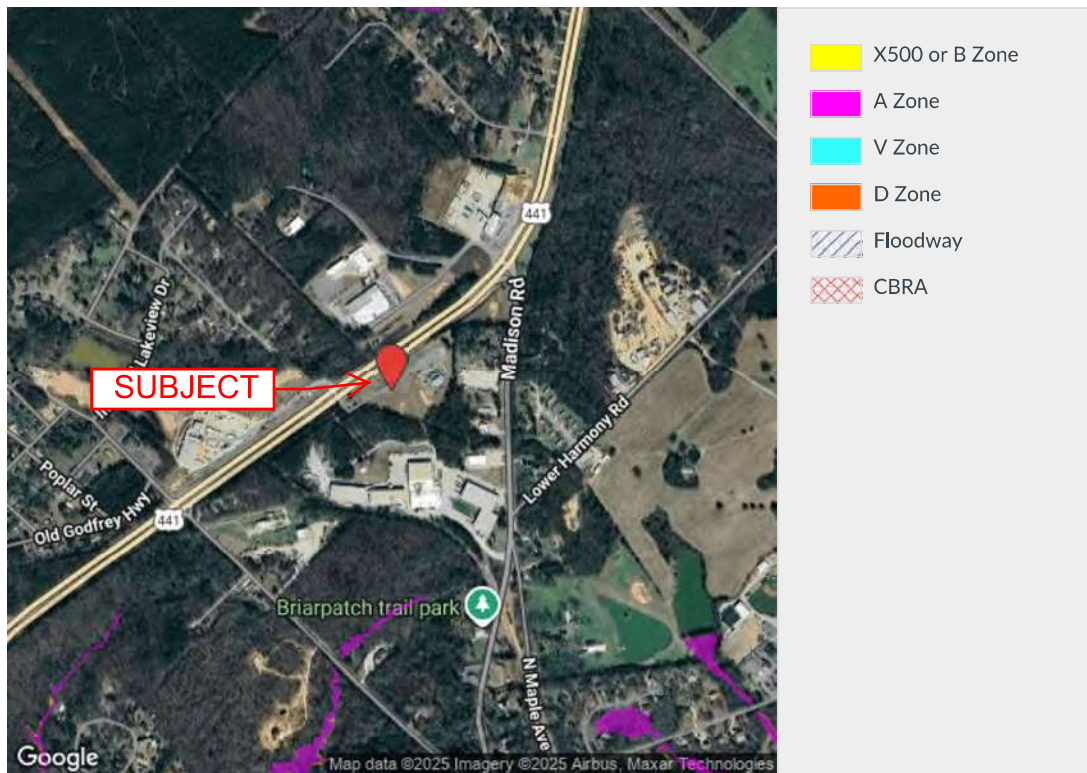 441
Madison Rd
Lakeview Dr
SUBJECT
Lower Harmony Rd
Poplar St
Old Godfrey Hwy
441
Briarpatch trail park
N Maple Ave
Google
Map data ©2025 Imagery ©2025 Airbus, Maxar Technologies
X500 or B Zone
A Zone
V Zone
D Zone
Floodway
CBRA